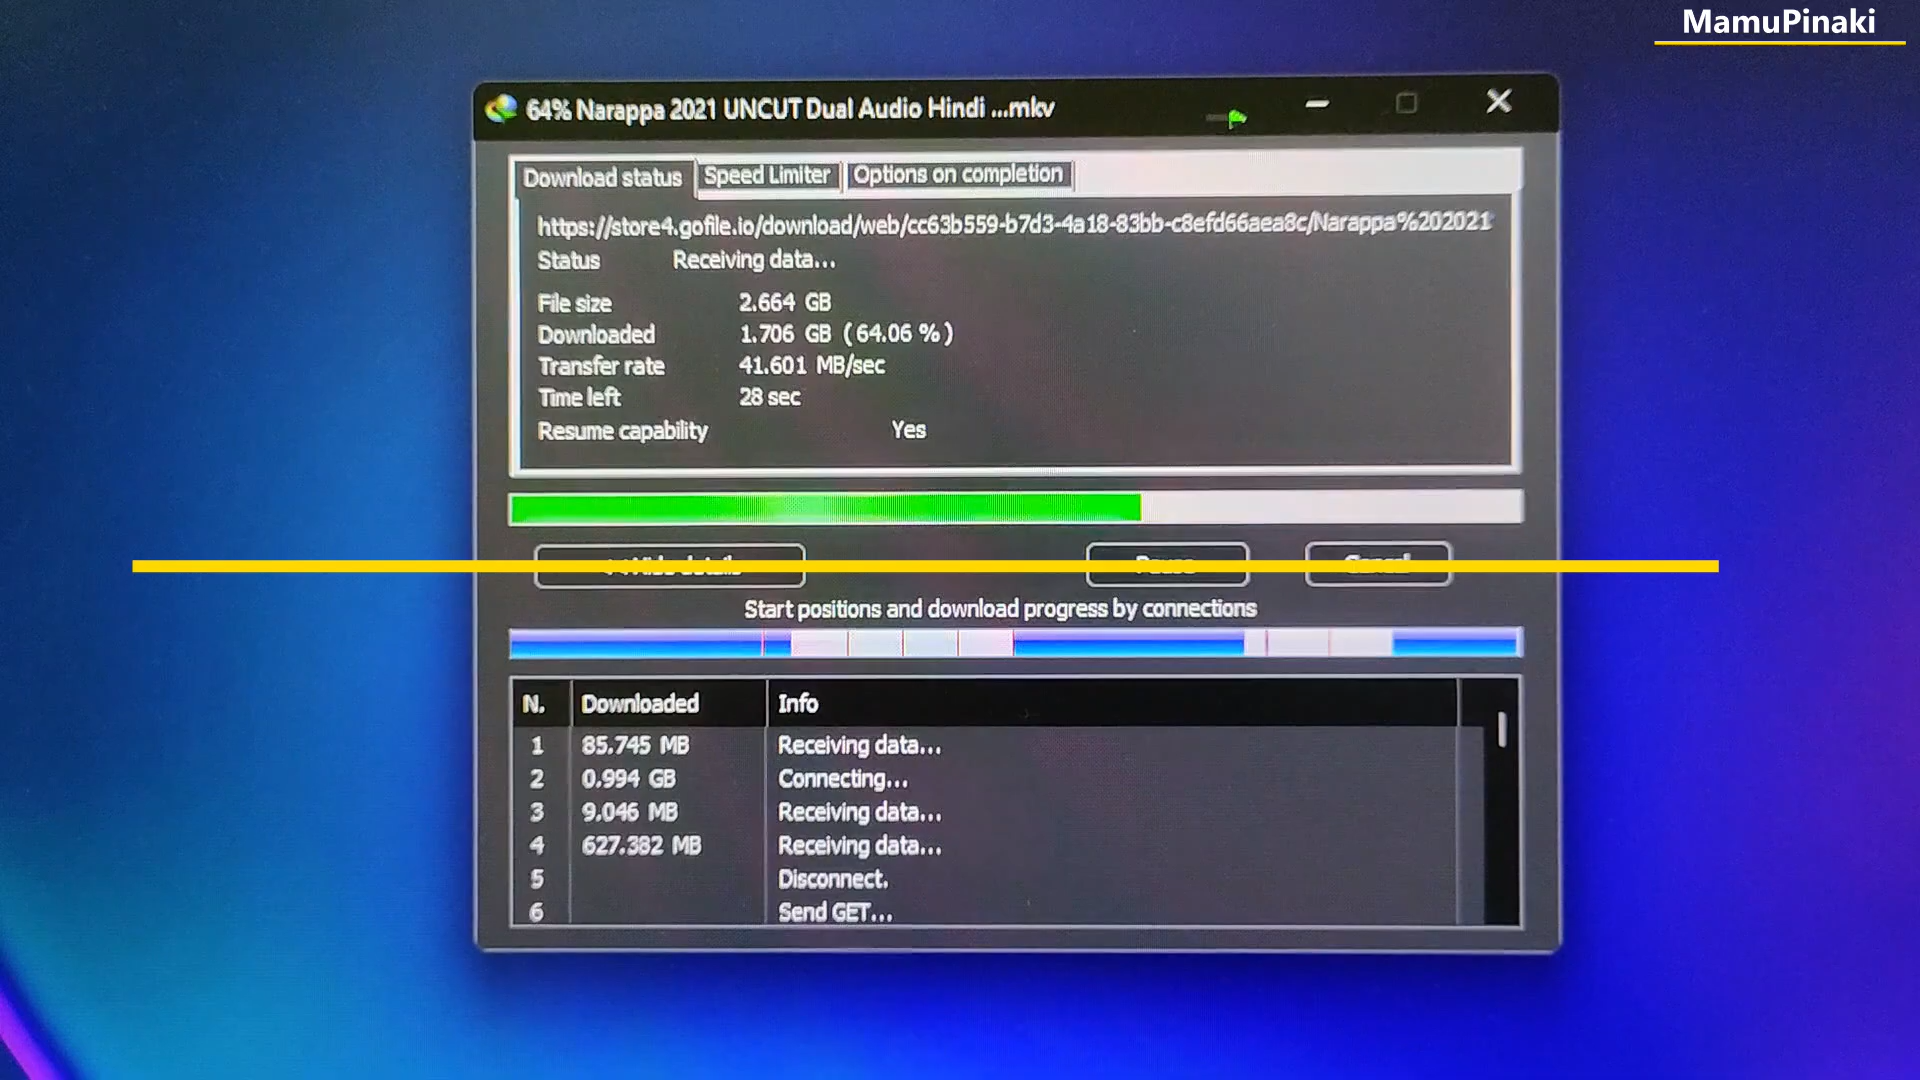 MamuPinaki
64% Narappa 2021 UNCUT Dual Audio Hindi ...mkv
Download status Speed Limiter Options on completion
https://store4.gofile.io/download/web/cc63b559-b7d3-4a18-83bb-c8efd66aea8c/Narappa%202021
Status Receiving data...
File size 2.664 GB
Downloaded 1.706 GB ( 64.06 % )
Transfer rate 41.601 MB/sec
Time left 28 sec
Resume capability Yes
<< Hide details Pause Cancel
Start positions and download progress by connections
N. Downloaded Info
1 85.745 MB Receiving data...
2 0.994 GB Connecting...
3 9.046 MB Receiving data...
4 627.382 MB Receiving data...
5 Disconnect.
6 Send GET...